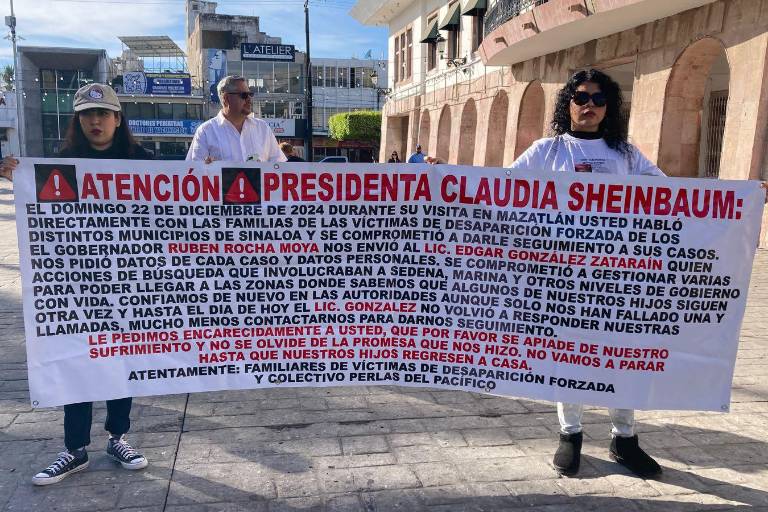 L'ATELIER
DOCTORES PEDIATRAS
ATENCIÓN PRESIDENTA CLAUDIA SHEINBAUM:
EL DOMINGO 22 DE DICIEMBRE DE 2024 DURANTE SU VISITA EN MAZATLÁN USTED HABLÓ
DIRECTAMENTE CON LAS FAMILIAS DE LAS VÍCTIMAS DE DESAPARICIÓN FORZADA DE LOS
DISTINTOS MUNICIPIOS DE SINALOA Y SE COMPROMETIÓ A DARLE SEGUIMIENTO A SUS CASOS.
EL GOBERNADOR RUBEN ROCHA MOYA NOS ENVIÓ AL LIC. EDGAR GONZÁLEZ ZATARAÍN QUIEN
NOS PIDIÓ DATOS DE CADA CASO Y DATOS PERSONALES. SE COMPROMETIÓ A GESTIONAR VARIAS
ACCIONES DE BÚSQUEDA QUE INVOLUCRABAN A SEDENA, MARINA Y OTROS NIVELES DE GOBIERNO
PARA PODER LLEGAR A LAS ZONAS DONDE SABEMOS QUE ALGUNOS DE NUESTROS HIJOS SIGUEN
CON VIDA. CONFIAMOS DE NUEVO EN LAS AUTORIDADES AUNQUE SOLO NOS HAN FALLADO UNA Y
OTRA VEZ Y HASTA EL DIA DE HOY EL LIC. GONZÁLEZ NO VOLVIÓ A RESPONDER NUESTRAS
LLAMADAS, MUCHO MENOS CONTACTARNOS PARA DARNOS SEGUIMIENTO.
LE PEDIMOS ENCARECIDAMENTE A USTED, QUE POR FAVOR SE APIADE DE NUESTRO
SUFRIMIENTO Y NO SE OLVIDE DE LA PROMESA QUE NOS HIZO. NO VAMOS A PARAR
HASTA QUE NUESTROS HIJOS REGRESEN A CASA.
ATENTAMENTE: FAMILIARES DE VÍCTIMAS DE DESAPARICIÓN FORZADA
Y COLECTIVO PERLAS DEL PACÍFICO